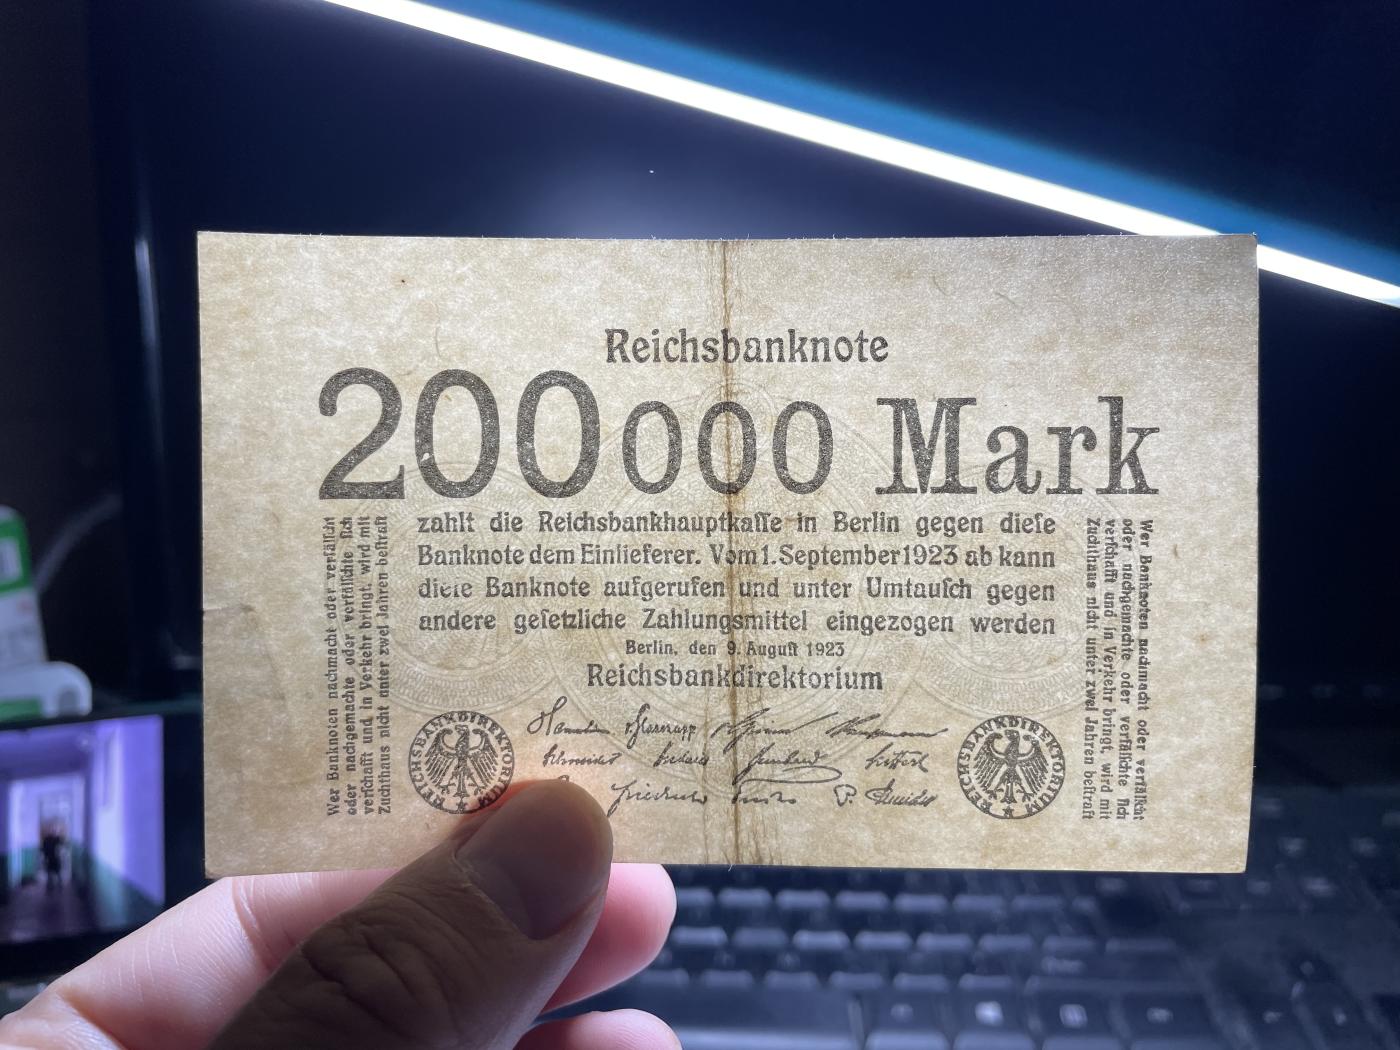 Reichsbanknote
200000 Mark
zahlt die Reichsbankhauptkaſſe in Berlin gegen dieſe
Banknote dem Einlieferer. Vom 1. September 1923 ab kann
dieſe Banknote aufgerufen und unter Umtauſch gegen
andere geſetzliche Zahlungsmittel eingezogen werden
Berlin, den 9. Auguſt 1923
Reichsbankdirektorium
Wer Banknoten nachmacht oder verfälſcht
oder nachgemachte oder verfälſchte ſich
verſchafft und in Verkehr bringt, wird mit
Zuchthaus nicht unter zwei Jahren beſtraft
Wer Banknoten nachmacht oder verfälſcht
oder nachgemachte oder verfälſchte ſich
verſchafft und in Verkehr bringt, wird mit
Zuchthaus nicht unter zwei Jahren beſtraft
REICHSBANKDIREKTORIUM
REICHSBANKDIREKTORIUM